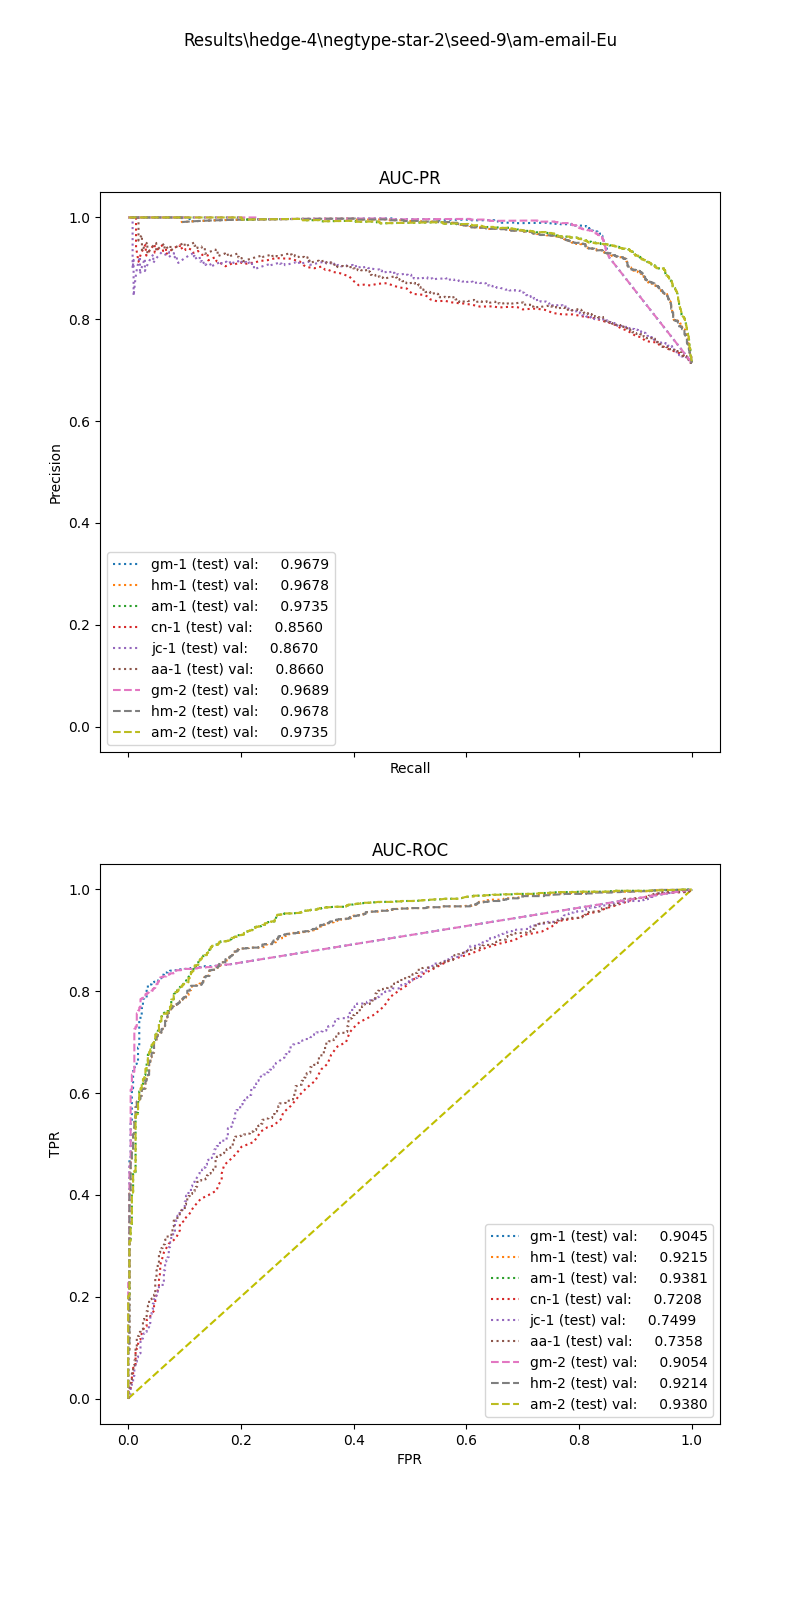 Results\hedge-4\negtype-star-2\seed-9\am-email-Eu
AUC-PR
1.0
0.8
0.6
0.4
0.2
0.0
Precision
gm-1 (test) val: 0.9679
hm-1 (test) val: 0.9678
am-1 (test) val: 0.9735
cn-1 (test) val: 0.8560
jc-1 (test) val: 0.8670
aa-1 (test) val: 0.8660
gm-2 (test) val: 0.9689
hm-2 (test) val: 0.9678
am-2 (test) val: 0.9735
Recall
AUC-ROC
1.0
0.8
0.6
0.4
0.2
0.0
TPR
gm-1 (test) val: 0.9045
hm-1 (test) val: 0.9215
am-1 (test) val: 0.9381
cn-1 (test) val: 0.7208
jc-1 (test) val: 0.7499
aa-1 (test) val: 0.7358
gm-2 (test) val: 0.9054
hm-2 (test) val: 0.9214
am-2 (test) val: 0.9380
0.0 0.2 0.4 0.6 0.8 1.0
FPR